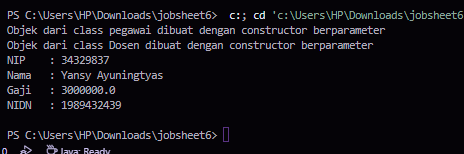 PS C:\Users\HP\Downloads\jobsheet6>  c:; cd 'c:\Users\HP\Downloads\jobsheet6
Objek dari class pegawai dibuat dengan constructor berparameter
Objek dari class Dosen dibuat dengan constructor berparameter
NIP   : 34329837
Nama  : Yansy Ayuningtyas
Gaji  : 3000000.0
NIDN  : 1989432439
PS C:\Users\HP\Downloads\jobsheet6>
0 Java: Ready